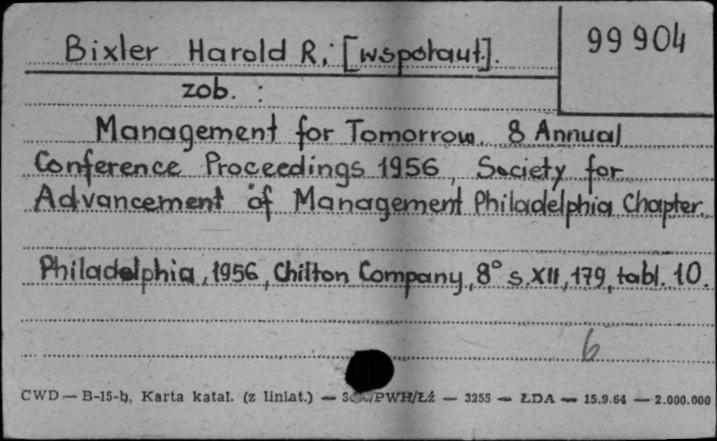 Bixler Harold R.; [współaut.].
99 904
zob. :
Management for Tomorrow. 8 Annual
Conference Proceedings 1956, Society for
Advancement of Management Philadelphia Chapter.
Philadelphia, 1956, Chilton Company, 8° s. XII, 179, tabl. 10.
6
CWD — B-15-b, Karta katal. (z liniat.) — /PWH/Łź — 3255 — ŁDA — 15.9.64 — 2.000.000